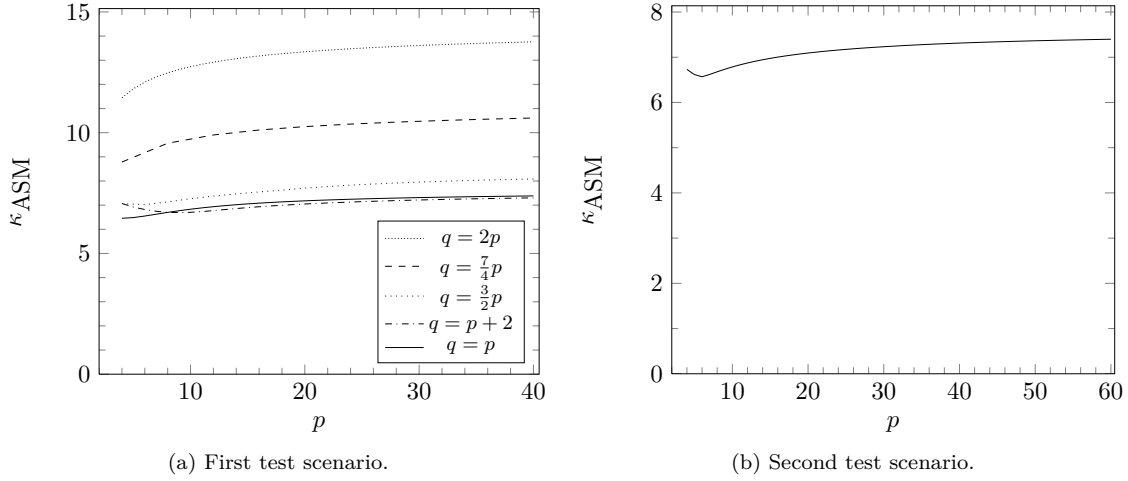 15
10
5
0
κASM
10
20
30
40
p
q = 2p
q = 7/4 p
q = 3/2 p
q = p + 2
q = p
(a) First test scenario.
8
6
4
2
0
κASM
10
20
30
40
50
60
p
(b) Second test scenario.